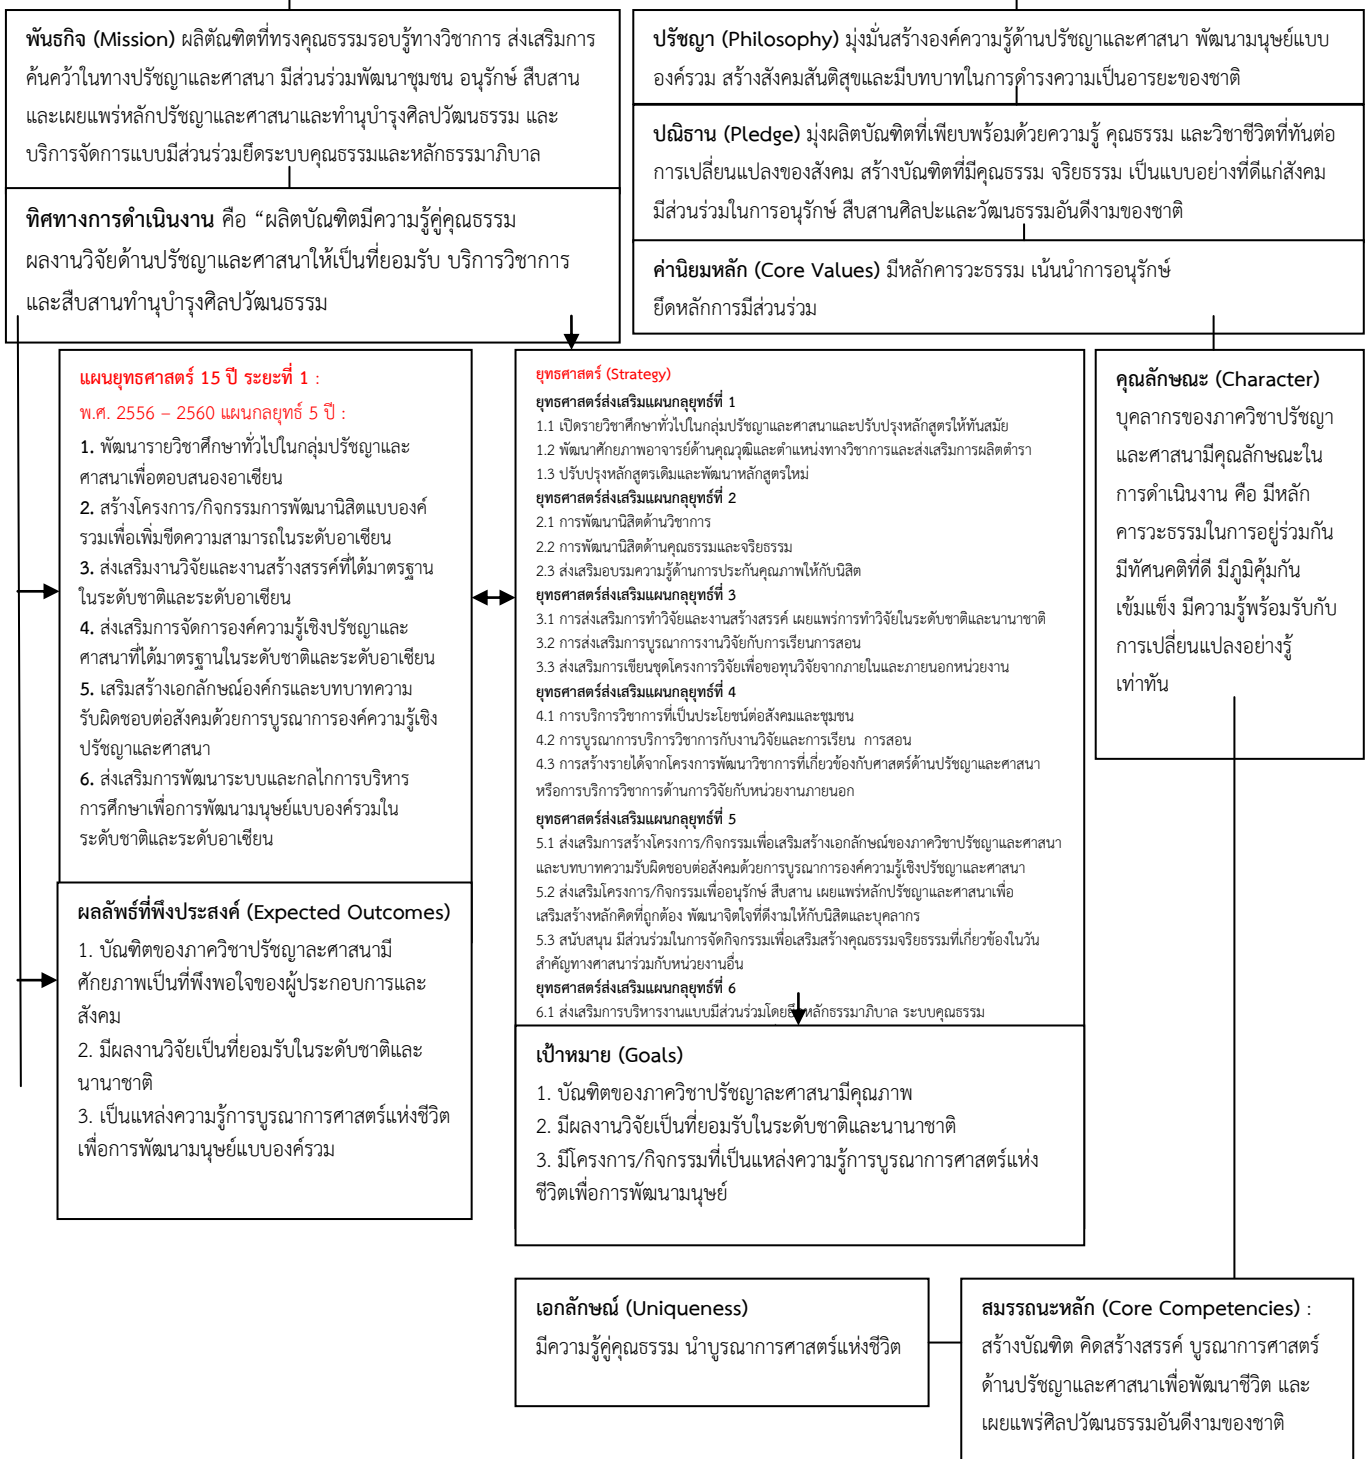 พันธกิจ (Mission) ผลิตัณฑิตที่ทรงคุณธรรมรอบรู้ทางวิชาการ ส่งเสริมการ
ค้นคว้าในทางปรัชญาและศาสนา มีส่วนร่วมพัฒนาชุมชน อนุรักษ์ สืบสาน
และเผยแพร่หลักปรัชญาและศาสนาและทำนุบำรุงศิลปวัฒนธรรม และ
บริการจัดการแบบมีส่วนร่วมยึดระบบคุณธรรมและหลักธรรมาภิบาล
ทิศทางการดำเนินงาน คือ “ผลิตบัณฑิตมีความรู้คู่คุณธรรม
ผลงานวิจัยด้านปรัชญาและศาสนาให้เป็นที่ยอมรับ บริการวิชาการ
และสืบสานทำนุบำรุงศิลปวัฒนธรรม
ปรัชญา (Philosophy) มุ่งมั่นสร้างองค์ความรู้ด้านปรัชญาและศาสนา พัฒนามนุษย์แบบ
องค์รวม สร้างสังคมสันติสุขและมีบทบาทในการดำรงความเป็นอารยะของชาติ
ปณิธาน (Pledge) มุ่งผลิตบัณฑิตที่เพียบพร้อมด้วยความรู้ คุณธรรม และวิชาชีวิตที่ทันต่อ
การเปลี่ยนแปลงของสังคม สร้างบัณฑิตที่มีคุณธรรม จริยธรรม เป็นแบบอย่างที่ดีแก่สังคม
มีส่วนร่วมในการอนุรักษ์ สืบสานศิลปะและวัฒนธรรมอันดีงามของชาติ
ค่านิยมหลัก (Core Values) มีหลักคารวะธรรม เน้นนำการอนุรักษ์
ยึดหลักการมีส่วนร่วม
แผนยุทธศาสตร์ 15 ปี ระยะที่ 1 :
พ.ศ. 2556 – 2560 แผนกลยุทธ์ 5 ปี :
1. พัฒนารายวิชาศึกษาทั่วไปในกลุ่มปรัชญาและ
ศาสนาเพื่อตอบสนองอาเซียน
2. สร้างโครงการ/กิจกรรมการพัฒนานิสิตแบบองค์
รวมเพื่อเพิ่มขีดความสามารถในระดับอาเซียน
3. ส่งเสริมงานวิจัยและงานสร้างสรรค์ที่ได้มาตรฐาน
ในระดับชาติและระดับอาเซียน
4. ส่งเสริมการจัดการองค์ความรู้เชิงปรัชญาและ
ศาสนาที่ได้มาตรฐานในระดับชาติและระดับอาเซียน
5. เสริมสร้างเอกลักษณ์องค์กรและบทบาทความ
รับผิดชอบต่อสังคมด้วยการบูรณาการองค์ความรู้เชิง
ปรัชญาและศาสนา
6. ส่งเสริมการพัฒนาระบบและกลไกการบริหาร
การศึกษาเพื่อการพัฒนามนุษย์แบบองค์รวมใน
ระดับชาติและระดับอาเซียน
ยุทธศาสตร์ (Strategy)
ยุทธศาสตร์ส่งเสริมแผนกลุยุทธ์ที่ 1
1.1 เปิดรายวิชาศึกษาทั่วไปในกลุ่มปรัชญาและศาสนาและปรับปรุงหลักสูตรให้ทันสมัย
1.2 พัฒนาศักยภาพอาจารย์ด้านคุณวุฒิและตำแหน่งทางวิชาการและส่งเสริมการผลิตตำรา
1.3 ปรับปรุงหลักสูตรเดิมและพัฒนาหลักสูตรใหม่
ยุทธศาสตร์ส่งเสริมแผนกลุยุทธ์ที่ 2
2.1 การพัฒนานิสิตด้านวิชาการ
2.2 การพัฒนานิสิตด้านคุณธรรมและจริยธรรม
2.3 ส่งเสริมอบรมความรู้ด้านการประกันคุณภาพให้กับนิสิต
ยุทธศาสตร์ส่งเสริมแผนกลุยุทธ์ที่ 3
3.1 การส่งเสริมการทำวิจัยและงานสร้างสรรค์ เผยแพร่การทำวิจัยในระดับชาติและนานาชาติ
3.2 การส่งเสริมการบูรณาการงานวิจัยกับการเรียนการสอน
3.3 ส่งเสริมการเขียนชุดโครงการวิจัยเพื่อขอทุนวิจัยจากภายในและภายนอกหน่วยงาน
ยุทธศาสตร์ส่งเสริมแผนกลุยุทธ์ที่ 4
4.1 การบริการวิชาการที่เป็นประโยชน์ต่อสังคมและชุมชน
4.2 การบูรณาการบริการวิชาการกับงานวิจัยและการเรียน การสอน
4.3 การสร้างรายได้จากโครงการพัฒนาวิชาการที่เกี่ยวข้องกับศาสตร์ด้านปรัชญาและศาสนา
หรือการบริการวิชาการด้านการวิจัยกับหน่วยงานภายนอก
ยุทธศาสตร์ส่งเสริมแผนกลุยุทธ์ที่ 5
5.1 ส่งเสริมการสร้างโครงการ/กิจกรรมเพื่อเสริมสร้างเอกลักษณ์ของภาควิชาปรัชญาและศาสนา
และบทบาทความรับผิดชอบต่อสังคมด้วยการบูรณาการองค์ความรู้เชิงปรัชญาและศาสนา
5.2 ส่งเสริมโครงการ/กิจกรรมเพื่ออนุรักษ์ สืบสาน เผยแพร่หลักปรัชญาและศาสนาเพื่อ
เสริมสร้างหลักคิดที่ถูกต้อง พัฒนาจิตใจที่ดีงามให้กับนิสิตและบุคลากร
5.3 สนับสนุน มีส่วนร่วมในการจัดกิจกรรมเพื่อเสริมสร้างคุณธรรมจริยธรรมที่เกี่ยวข้องในวัน
สำคัญทางศาสนาร่วมกับหน่วยงานอื่น
ยุทธศาสตร์ส่งเสริมแผนกลุยุทธ์ที่ 6
6.1 ส่งเสริมการบริหารงานแบบมีส่วนร่วมโดยยึดหลักธรรมาภิบาล ระบบคุณธรรม
คุณลักษณะ (Character)
บุคลากรของภาควิชาปรัชญา
และศาสนามีคุณลักษณะใน
การดำเนินงาน คือ มีหลัก
คารวะธรรมในการอยู่ร่วมกัน
มีทัศนคติที่ดี มีภูมิคุ้มกัน
เข้มแข็ง มีความรู้พร้อมรับกับ
การเปลี่ยนแปลงอย่างรู้
เท่าทัน
ผลลัพธ์ที่พึงประสงค์ (Expected Outcomes)
1. บัณฑิตของภาควิชาปรัชญาละศาสนามี
ศักยภาพเป็นที่พึงพอใจของผู้ประกอบการและ
สังคม
2. มีผลงานวิจัยเป็นที่ยอมรับในระดับชาติและ
นานาชาติ
3. เป็นแหล่งความรู้การบูรณาการศาสตร์แห่งชีวิต
เพื่อการพัฒนามนุษย์แบบองค์รวม
เป้าหมาย (Goals)
1. บัณฑิตของภาควิชาปรัชญาละศาสนามีคุณภาพ
2. มีผลงานวิจัยเป็นที่ยอมรับในระดับชาติและนานาชาติ
3. มีโครงการ/กิจกรรมที่เป็นแหล่งความรู้การบูรณาการศาสตร์แห่ง
ชีวิตเพื่อการพัฒนามนุษย์
เอกลักษณ์ (Uniqueness)
มีความรู้คู่คุณธรรม นำบูรณาการศาสตร์แห่งชีวิต
สมรรถนะหลัก (Core Competencies) :
สร้างบัณฑิต คิดสร้างสรรค์ บูรณาการศาสตร์
ด้านปรัชญาและศาสนาเพื่อพัฒนาชีวิต และ
เผยแพร่ศิลปวัฒนธรรมอันดีงามของชาติ